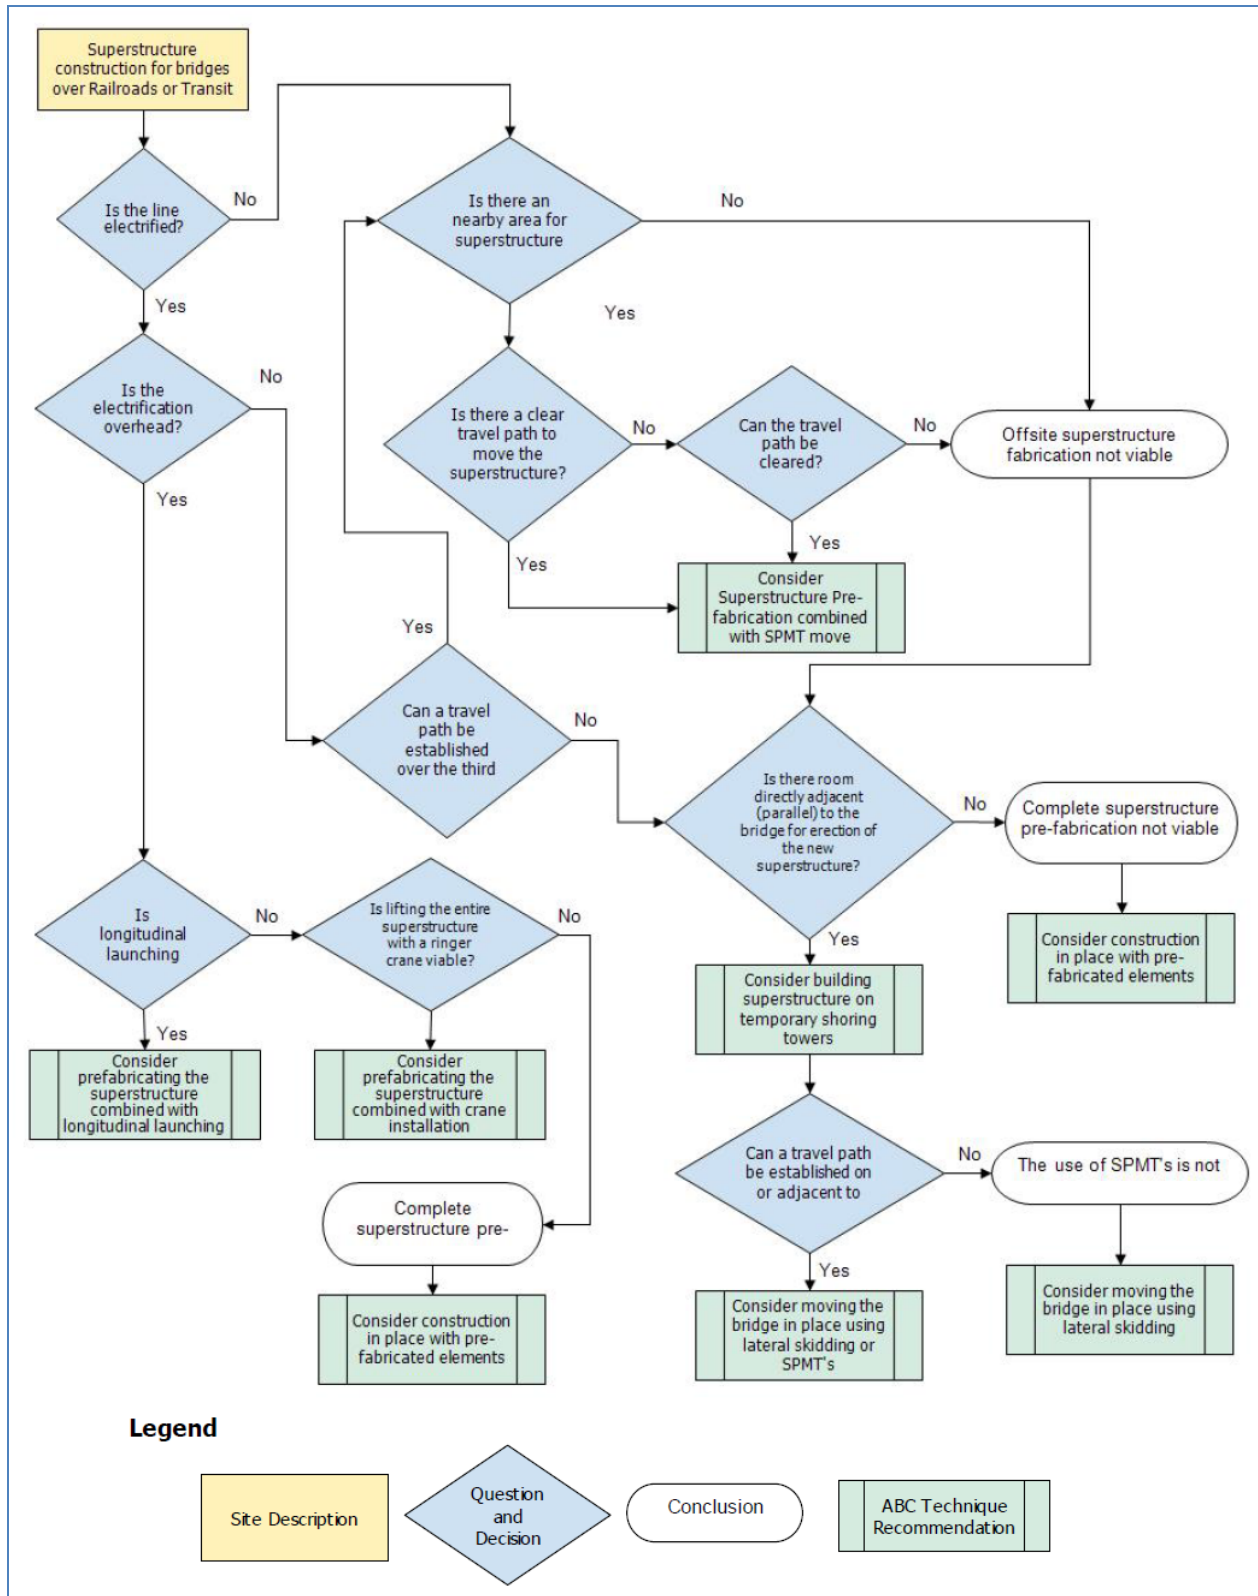 Superstructure
construction for bridges
over Railroads or Transit
Is the line
electrified?
No
Yes
Is there an
nearby area for
superstructure
No
Yes
Is the
electrification
overhead?
No
Yes
Is there a clear
travel path to
move the
superstructure?
No
Yes
Can the travel
path be
cleared?
No
Yes
Offsite superstructure
fabrication not viable
Consider
Superstructure Pre-
fabrication combined
with SPMT move
Yes
Can a travel
path be
established
over the third
No
Is there room
directly adjacent
(parallel) to the
bridge for erection of
the new
superstructure?
No
Yes
Complete superstructure
pre-fabrication not viable
Consider construction
in place with pre-
fabricated elements
Is
longitudinal
launching
No
Yes
Is lifting the entire
superstructure
with a ringer
crane viable?
No
Consider
prefabricating the
superstructure
combined with
longitudinal launching
Consider
prefabricating the
superstructure
combined with crane
installation
Consider building
superstructure on
temporary shoring
towers
Can a travel path
be established on
or adjacent to
No
Yes
The use of SPMT's is not
Complete
superstructure pre-
Consider construction
in place with pre-
fabricated elements
Consider moving the
bridge in place using
lateral skidding or
SPMT's
Consider moving the
bridge in place using
lateral skidding
Legend
Site Description
Question
and
Decision
Conclusion
ABC Technique
Recommendation